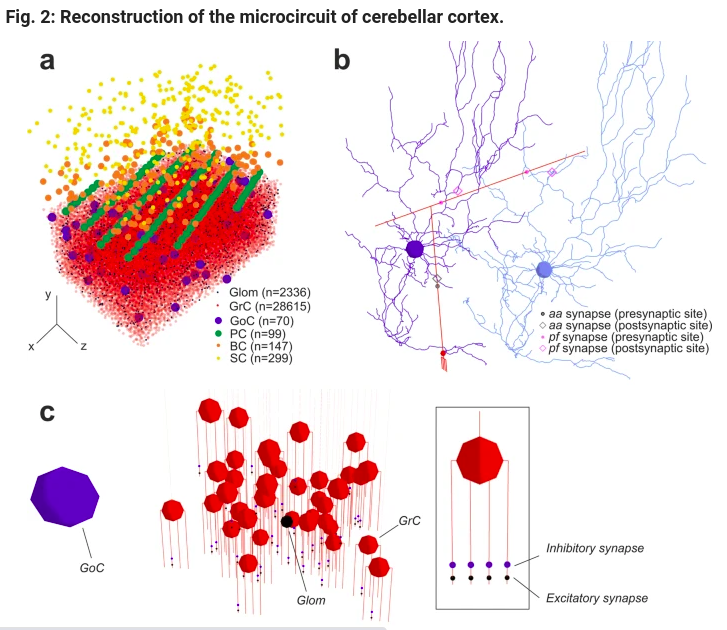 Fig. 2: Reconstruction of the microcircuit of cerebellar cortex.
a
b
Glom (n=2336)
GrC (n=28615)
GoC (n=70)
PC (n=99)
BC (n=147)
SC (n=299)
y
x
z
aa synapse (presynaptic site)
aa synapse (postsynaptic site)
pf synapse (presynaptic site)
pf synapse (postsynaptic site)
c
GoC
GrC
Glom
Inhibitory synapse
Excitatory synapse